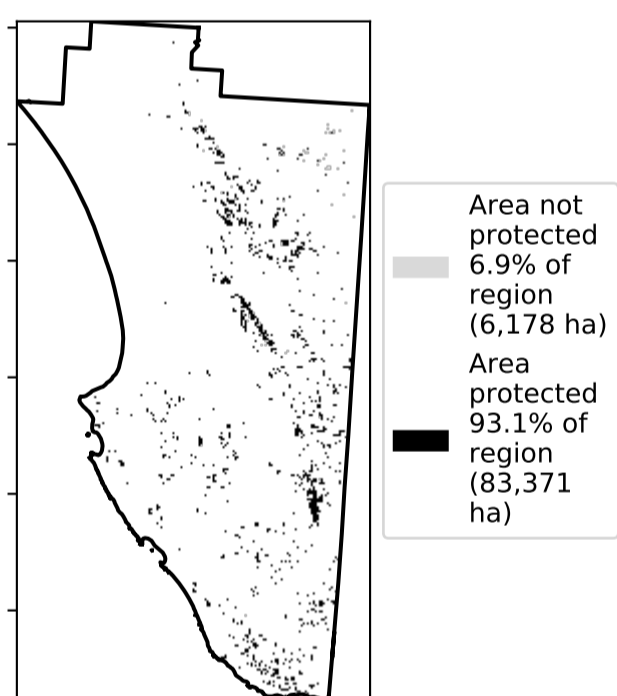 Area not
protected
6.9% of
region
(6,178 ha)
Area
protected
93.1% of
region
(83,371
ha)